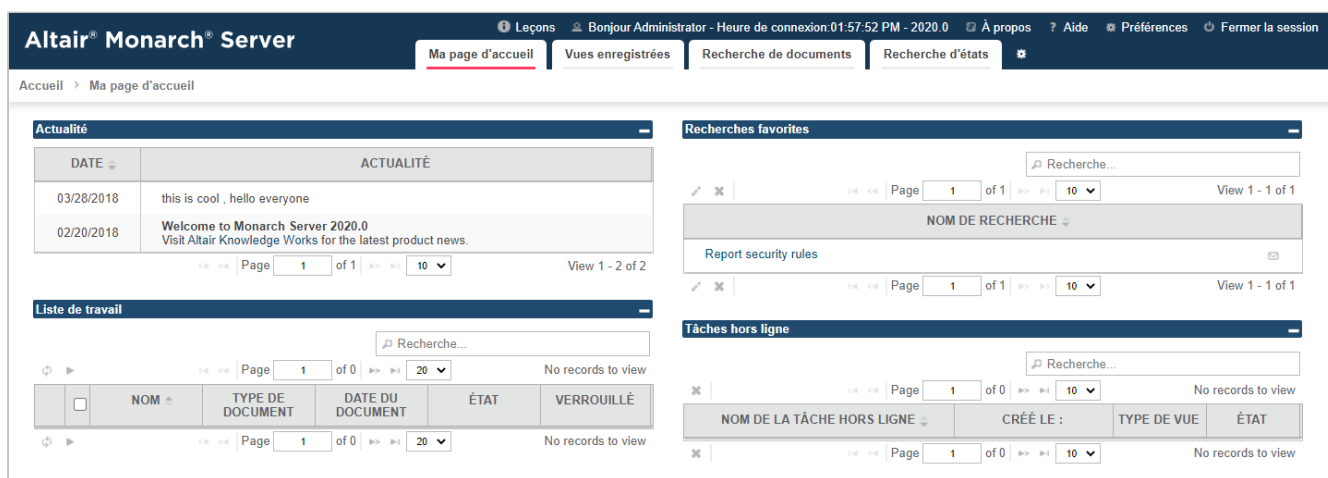 Altair® Monarch® Server
Leçons Bonjour Administrator - Heure de connexion:01:57:52 PM - 2020.0 À propos ? Aide Préférences Fermer la session
Ma page d'accueil Vues enregistrées Recherche de documents Recherche d'états
Accueil > Ma page d'accueil
Actualité
DATE ACTUALITÉ
03/28/2018 this is cool , hello everyone
02/20/2018 Welcome to Monarch Server 2020.0
Visit Altair Knowledge Works for the latest product news.
Page 1 of 1 10 View 1 - 2 of 2
Liste de travail
Recherche...
Page 1 of 0 20 No records to view
NOM TYPE DE DOCUMENT DATE DU DOCUMENT ÉTAT VERROUILLÉ
Page 1 of 0 20 No records to view
Recherches favorites
Recherche...
Page 1 of 1 10 View 1 - 1 of 1
NOM DE RECHERCHE
Report security rules
Page 1 of 1 10 View 1 - 1 of 1
Tâches hors ligne
Recherche...
Page 1 of 0 10 No records to view
NOM DE LA TÂCHE HORS LIGNE CRÉÉ LE : TYPE DE VUE ÉTAT
Page 1 of 0 10 No records to view